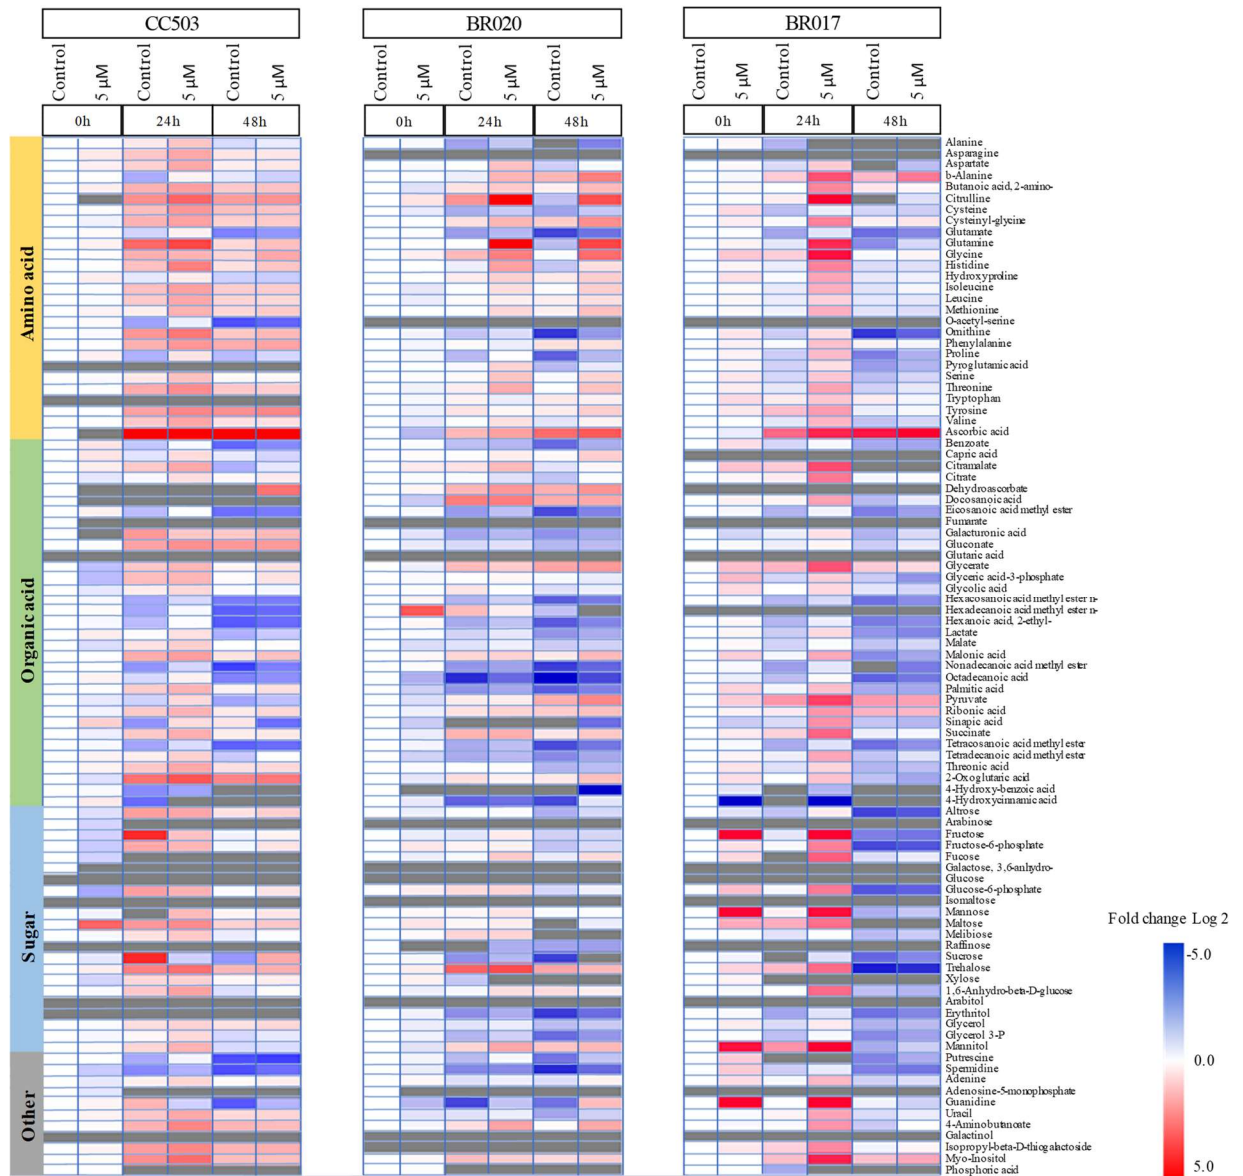 CC503 BR020 BR017
Control 5 μM Control 5 μM Control 5 μM Control 5 μM Control 5 μM Control 5 μM Control 5 μM Control 5 μM Control 5 μM
0h 24h 48h 0h 24h 48h 0h 24h 48h
Amino acid
Organic acid
Sugar
Other
Alanine
Asparagine
Aspartate
b-Alanine
Butanoic acid, 2-amino-
Citrulline
Cysteine
Cysteinyl-glycine
Glutamate
Glutamine
Glycine
Histidine
Hydroxyproline
Isoleucine
Leucine
Methionine
O-acetyl-serine
Ornithine
Phenylalanine
Proline
Pyroglutamic acid
Serine
Threonine
Tryptophan
Tyrosine
Valine
Ascorbic acid
Benzoate
Capric acid
Citramalate
Citrate
Dehydroascorbate
Docosanoic acid
Eicosanoic acid methyl ester
Fumarate
Galacturonic acid
Gluconate
Glutaric acid
Glycerate
Glyceric acid-3-phosphate
Glycolic acid
Hexacosanoic acid methyl ester n-
Hexadecanoic acid methyl ester n-
Hexanoic acid, 2-ethyl-
Lactate
Malate
Malonic acid
Nonadecanoic acid methyl ester
Octadecanoic acid
Palmitic acid
Pyruvate
Ribonic acid
Sinapic acid
Succinate
Tetracosanoic acid methyl ester
Tetradecanoic acid methyl ester
Threonic acid
2-Oxoglutaric acid
4-Hydroxy-benzoic acid
4-Hydroxycinnamic acid
Altrose
Arabinose
Fructose
Fructose-6-phosphate
Fucose
Galactose, 3,6-anhydro-
Glucose
Glucose-6-phosphate
Isomaltose
Mannose
Maltose
Melibiose
Raffinose
Sucrose
Trehalose
Xylose
1,6-Anhydro-beta-D-glucose
Arabitol
Erythritol
Glycerol
Glycerol 3-P
Mannitol
Putrescine
Spermidine
Adenine
Adenosine-5-monophosphate
Guanidine
Uracil
4-Aminobutanoate
Galactinol
Isopropyl-beta-D-thiogalactoside
Myo-Inositol
Phosphoric acid
Fold change Log 2
-5.0
0.0
5.0